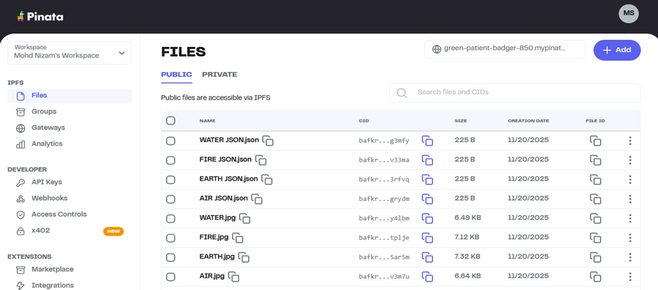 Pinata
MS
Workspace
Mohd Nizam's Workspace
IPFS
Files
Groups
Gateways
Analytics
DEVELOPER
API Keys
Webhooks
Access Controls
x402 NEW
EXTENSIONS
Marketplace
Integrations
FILES
green-patient-badger-850.mypinat...
+ Add
PUBLIC PRIVATE
Public files are accessible via IPFS
Search files and CIDs
NAME CID SIZE CREATION DATE FILE ID
WATER JSON.json bafkr...g3mfy 225 B 11/20/2025
FIRE JSON.json bafkr...v33ma 225 B 11/20/2025
EARTH JSON.json bafkr...3rfvq 225 B 11/20/2025
AIR JSON.json bafkr...grydm 225 B 11/20/2025
WATER.jpg bafkr...y4lbm 6.49 KB 11/20/2025
FIRE.jpg bafkr...tplje 7.12 KB 11/20/2025
EARTH.jpg bafkr...5ar5m 7.32 KB 11/20/2025
AIR.jpg bafkr...v3m7u 6.64 KB 11/20/2025